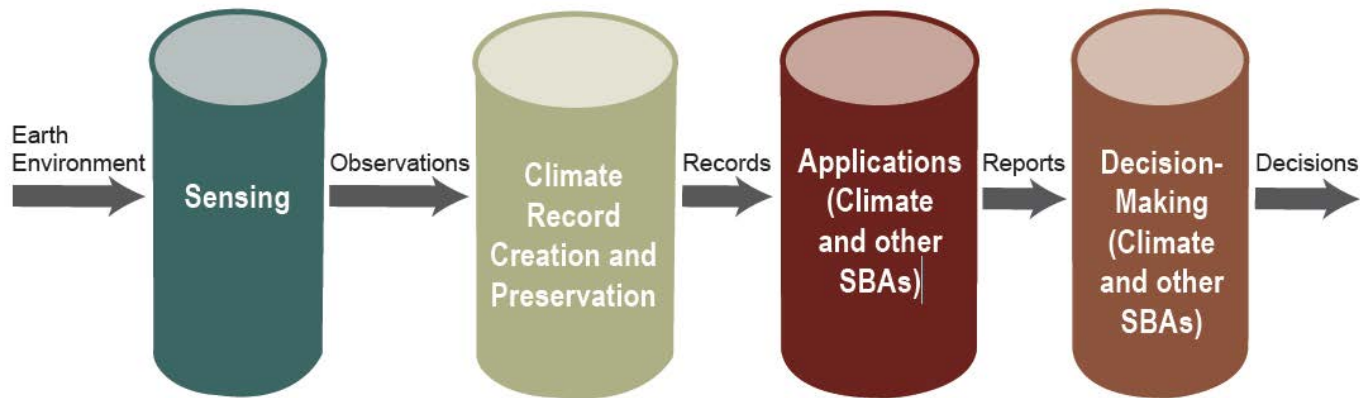 Earth
Environment
Sensing
Observations
Climate
Record
Creation and
Preservation
Records
Applications
(Climate
and other
SBAs)
Reports
Decision-
Making
(Climate
and other
SBAs)
Decisions